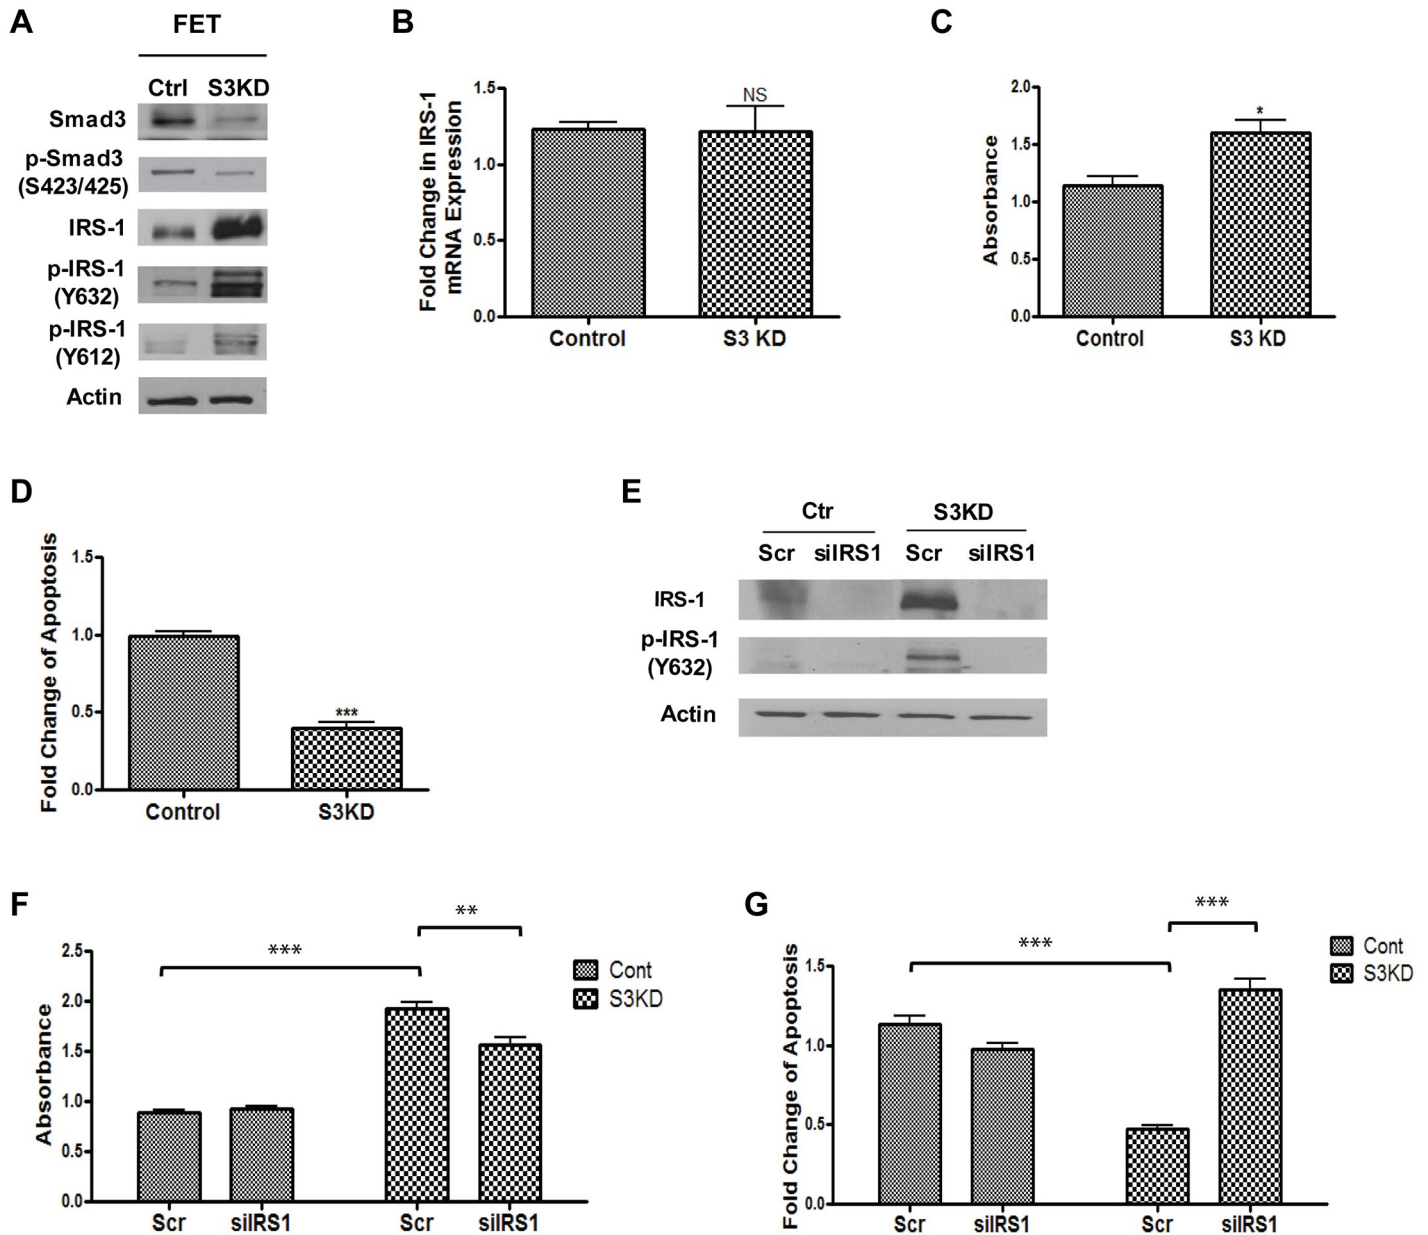 A
FET
Ctrl S3KD
Smad3
p-Smad3
(S423/425)
IRS-1
p-IRS-1
(Y632)
p-IRS-1
(Y612)
Actin
B
Fold Change in IRS-1
mRNA Expression
1.5
1.0
0.5
0.0
NS
Control
S3 KD
C
Absorbance
2.0
1.5
1.0
0.5
0.0
*
Control
S3 KD
D
Fold Change of Apoptosis
1.5
1.0
0.5
0.0
***
Control
S3KD
E
Ctr
S3KD
Scr siIRS1 Scr siIRS1
IRS-1
p-IRS-1
(Y632)
Actin
F
Absorbance
2.5
2.0
1.5
1.0
0.5
0.0
***
**
Cont
S3KD
Scr
siIRS1
Scr
siIRS1
G
Fold Change of Apoptosis
1.5
1.0
0.5
0.0
***
***
Cont
S3KD
Scr
siIRS1
Scr
siIRS1